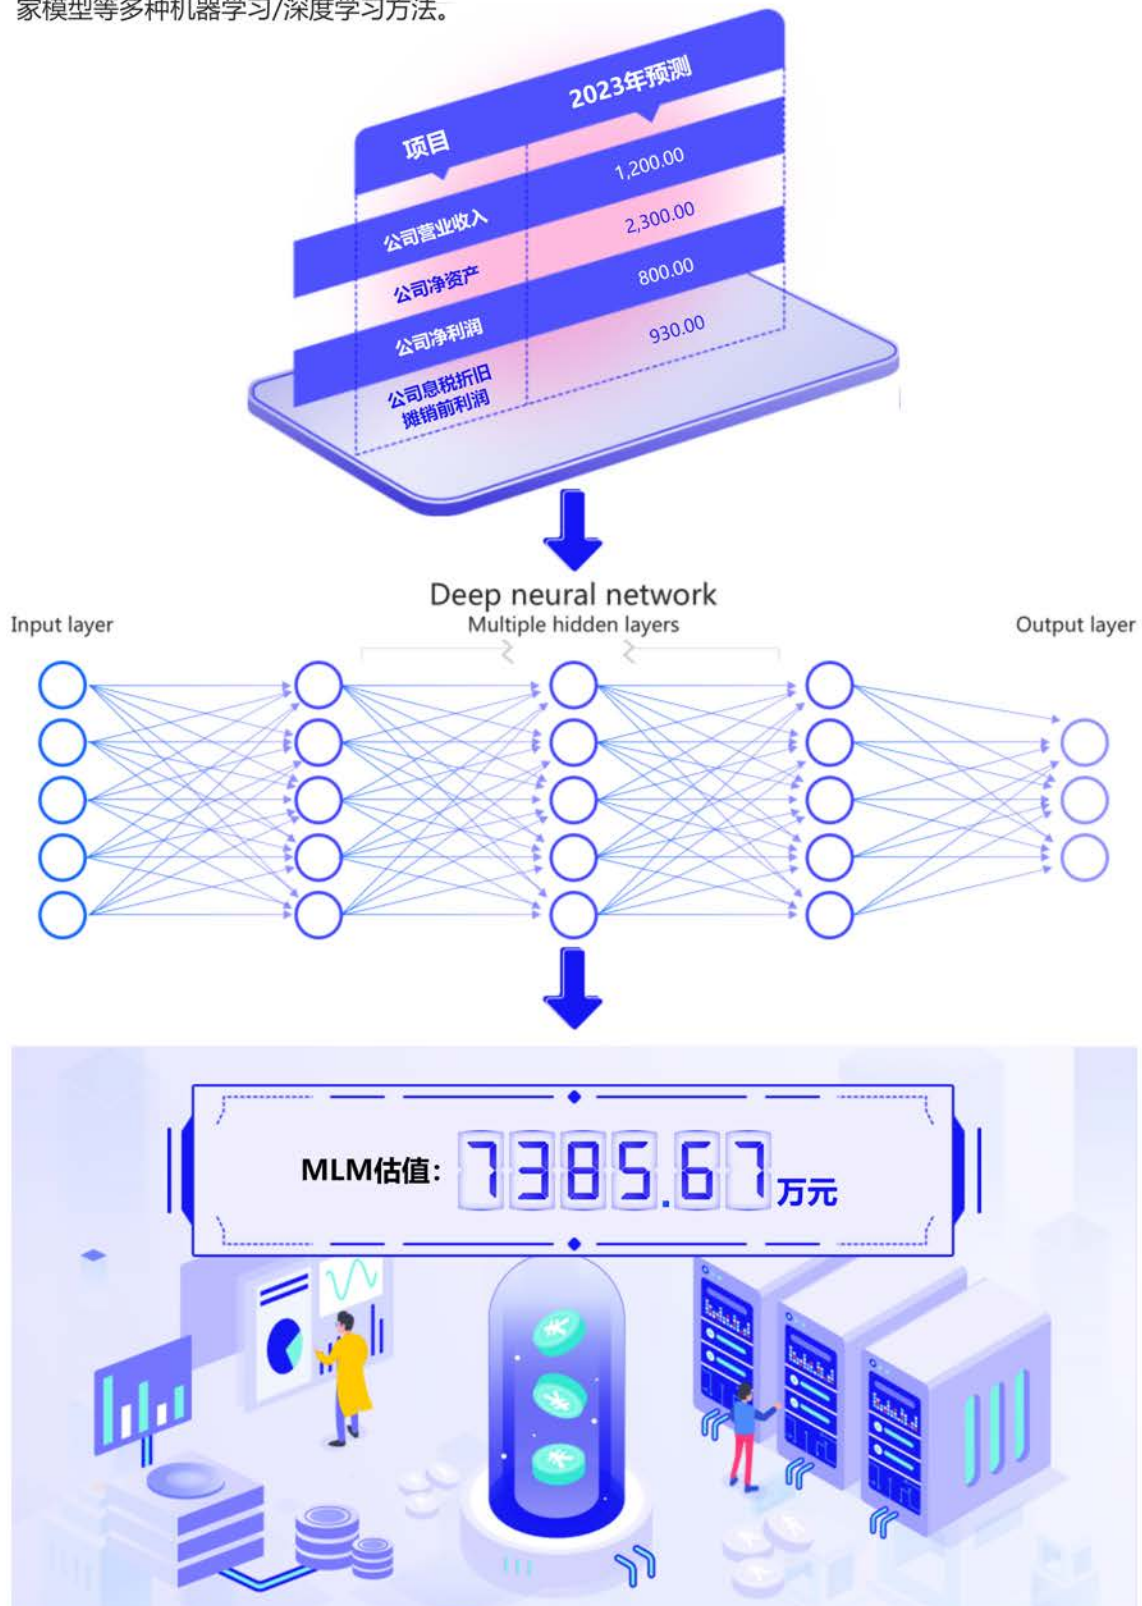 家模型等多种机器学习/深度学习方法。
项目 2023年预测
公司营业收入 1,200.00
公司净资产 2,300.00
公司净利润 800.00
公司息税折旧 930.00
摊销前利润
Deep neural network
Input layer Multiple hidden layers Output layer
MLM估值: 7385.67万元